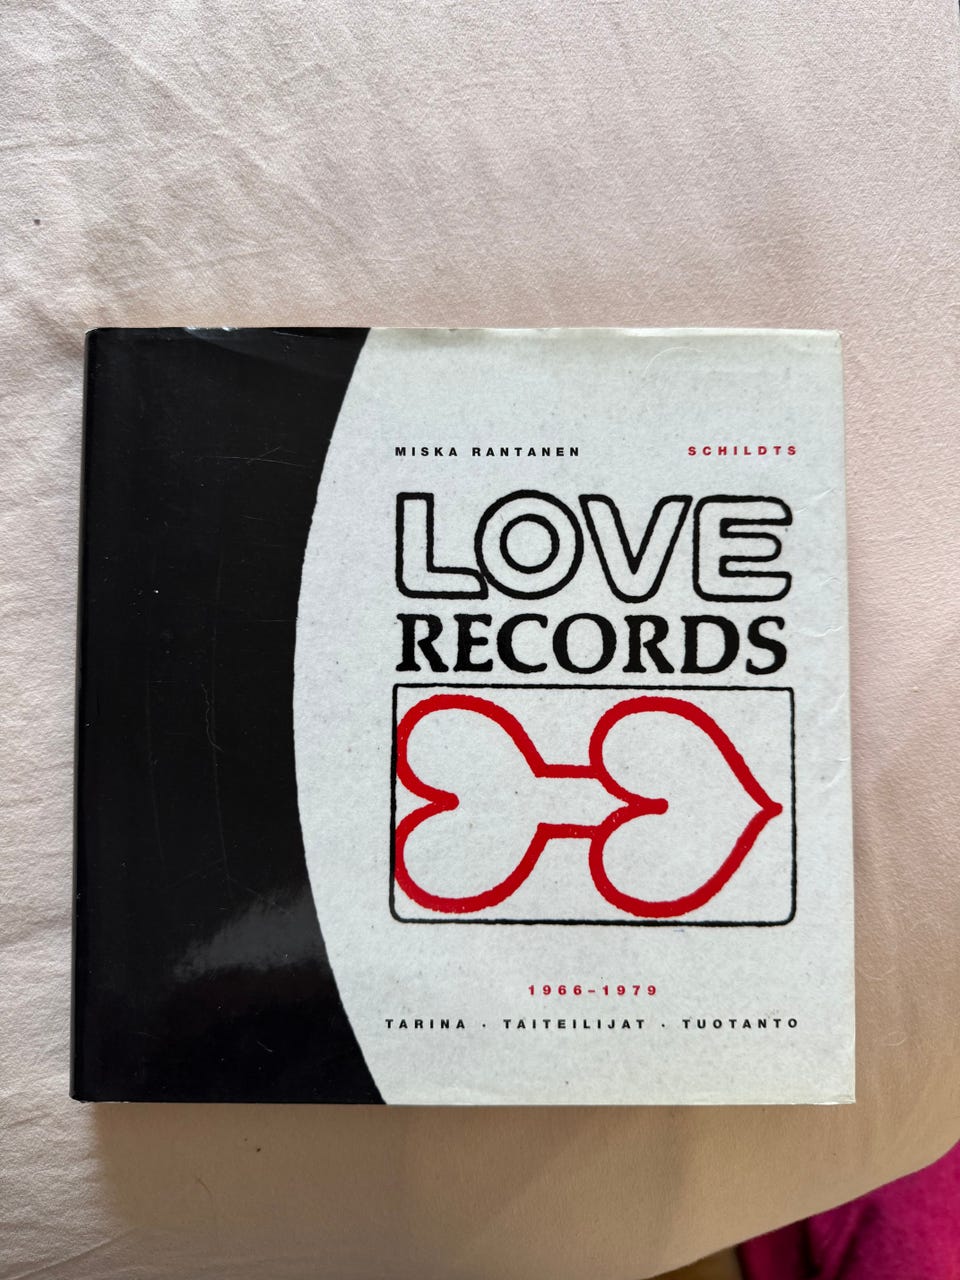 MISKA RANTANEN SCHILDTS
LOVE
RECORDS
1966–1979
TARINA · TAITEILIJAT · TUOTANTO